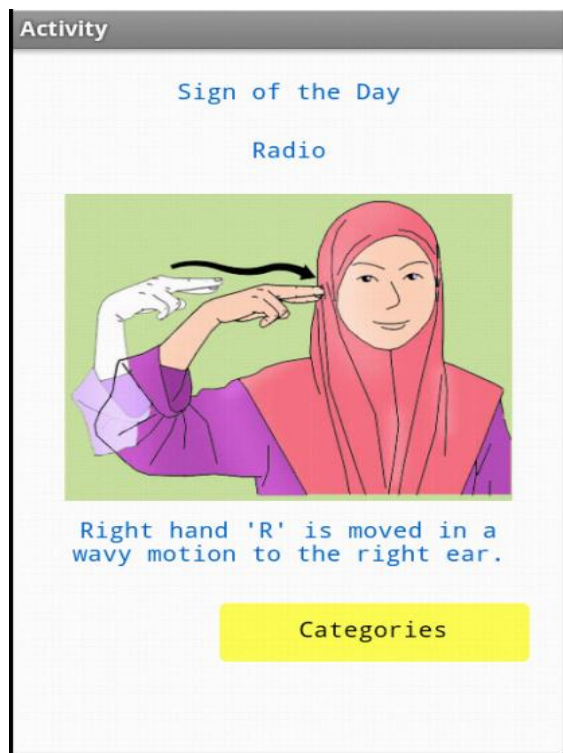 Activity
Sign of the Day
Radio
Right hand 'R' is moved in a
wavy motion to the right ear.
Categories